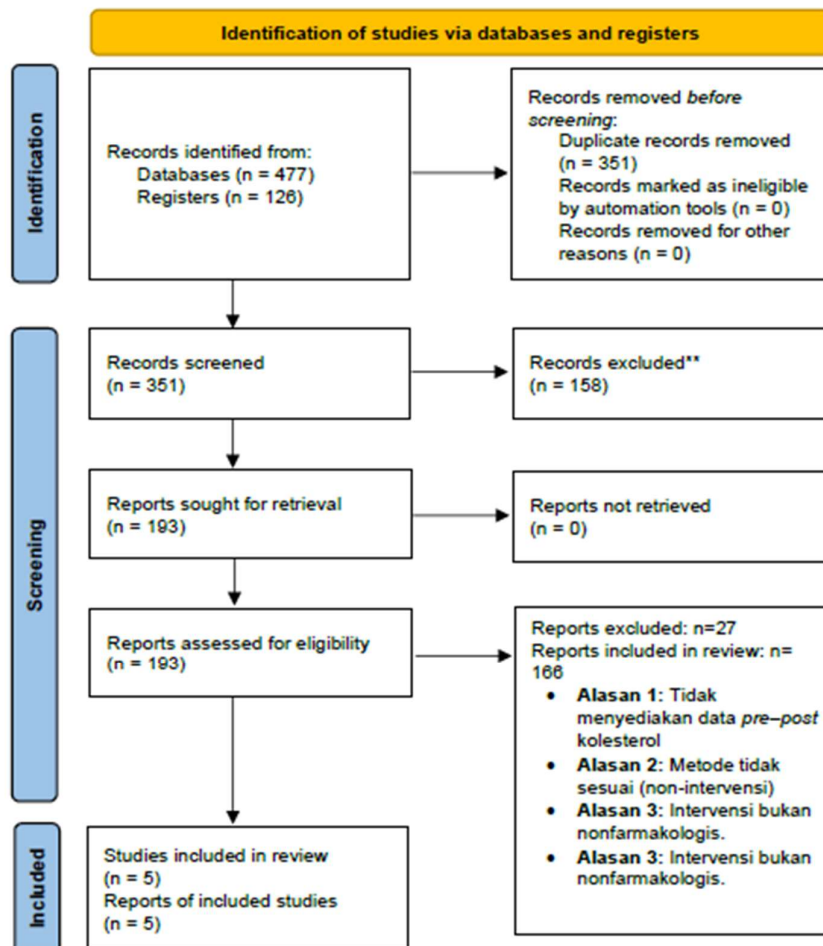 Identification of studies via databases and registers
Identification
Records identified from:
Databases (n = 477)
Registers (n = 126)
Records removed before
screening:
Duplicate records removed
(n = 351)
Records marked as ineligible
by automation tools (n = 0)
Records removed for other
reasons (n = 0)
Screening
Records screened
(n = 351)
Records excluded**
(n = 158)
Reports sought for retrieval
(n = 193)
Reports not retrieved
(n = 0)
Reports assessed for eligibility
(n = 193)
Reports excluded: n=27
Reports included in review: n=
166
• Alasan 1: Tidak
menyediakan data pre–post
kolesterol
• Alasan 2: Metode tidak
sesuai (non-intervensi)
• Alasan 3: Intervensi bukan
nonfarmakologis.
• Alasan 3: Intervensi bukan
nonfarmakologis.
Included
Studies included in review
(n = 5)
Reports of included studies
(n = 5)